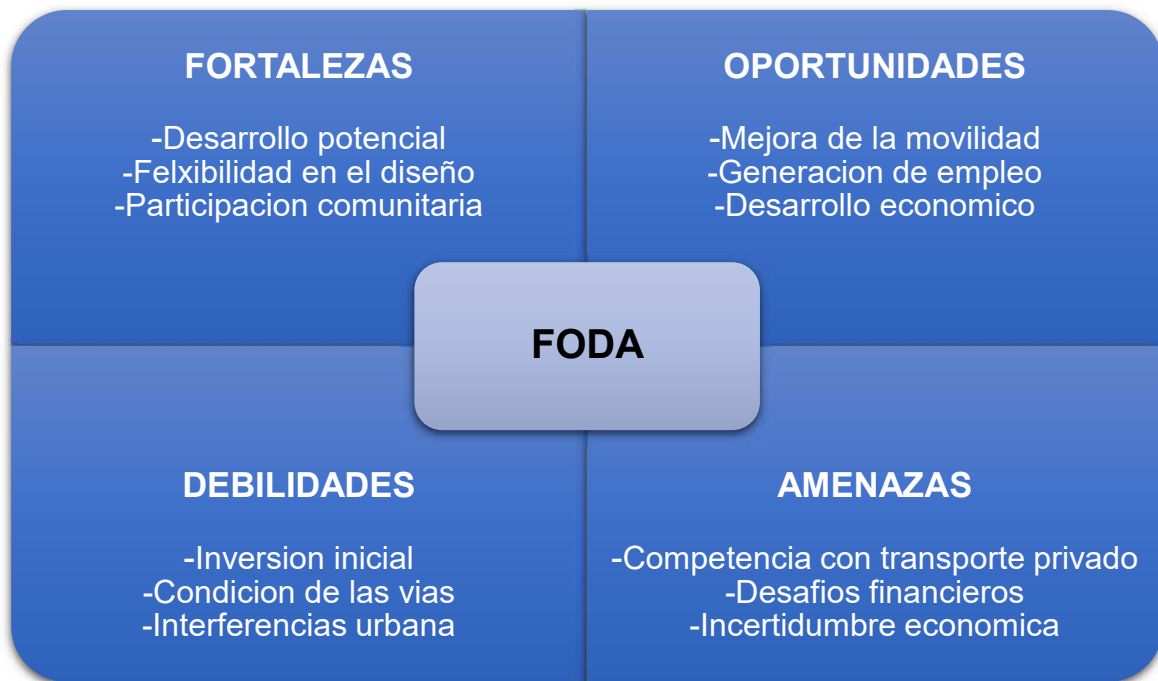 FORTALEZAS
-Desarrollo potencial
-Felxibilidad en el diseño
-Participacion comunitaria
OPORTUNIDADES
-Mejora de la movilidad
-Generacion de empleo
-Desarrollo economico
FODA
DEBILIDADES
-Inversion inicial
-Condicion de las vias
-Interferencias urbana
AMENAZAS
-Competencia con transporte privado
-Desafios financieros
-Incertidumbre economica